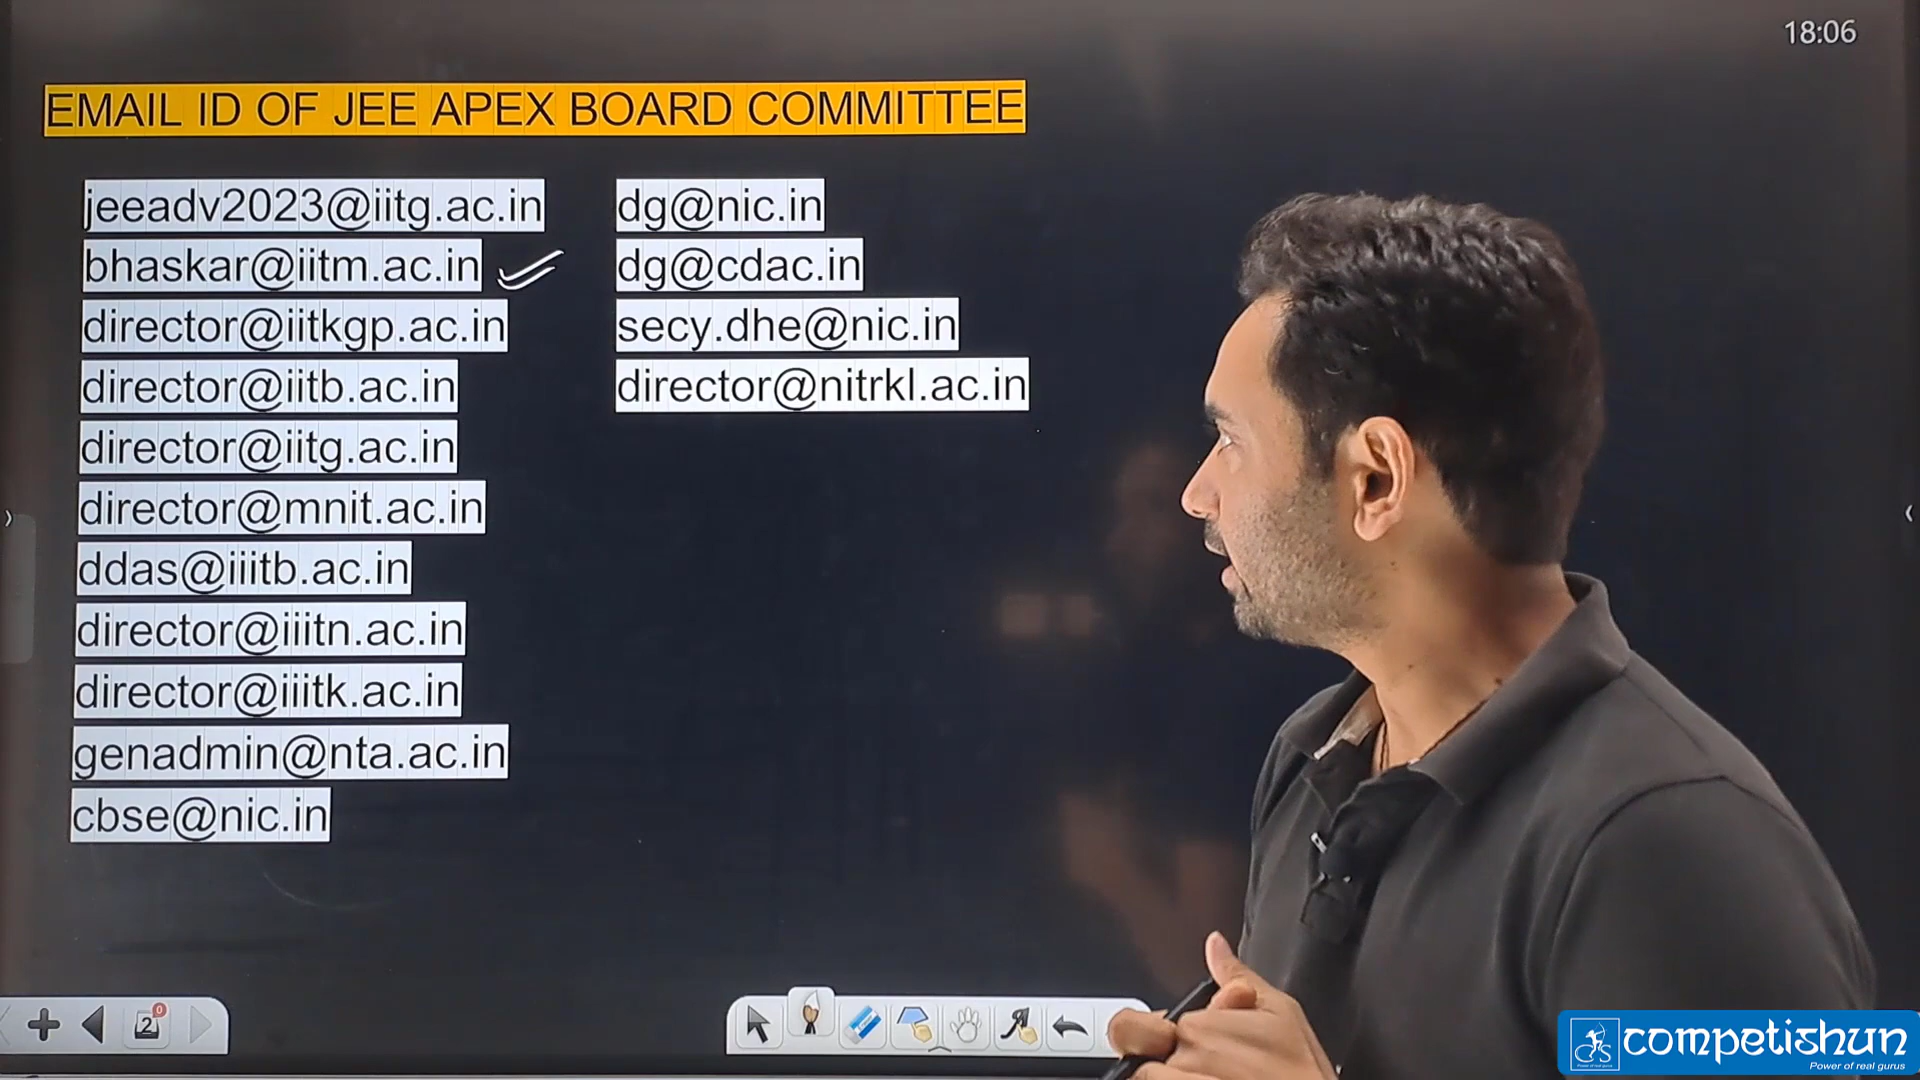 18:06
EMAIL ID OF JEE APEX BOARD COMMITTEE
jeeadv2023@iitg.ac.in
bhaskar@iitm.ac.in
director@iitkgp.ac.in
director@iitb.ac.in
director@iitg.ac.in
director@mnit.ac.in
ddas@iiitb.ac.in
director@iiitn.ac.in
director@iiitk.ac.in
genadmin@nta.ac.in
cbse@nic.in
dg@nic.in
dg@cdac.in
secy.dhe@nic.in
director@nitrkl.ac.in
2
0
competishun
Power of real gurus